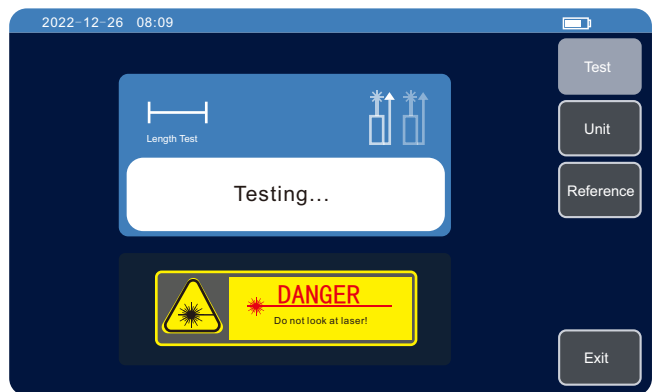 2022-12-26 08:09
Test
Length Test
Unit
Testing...
Reference
DANGER
Do not look at laser!
Exit